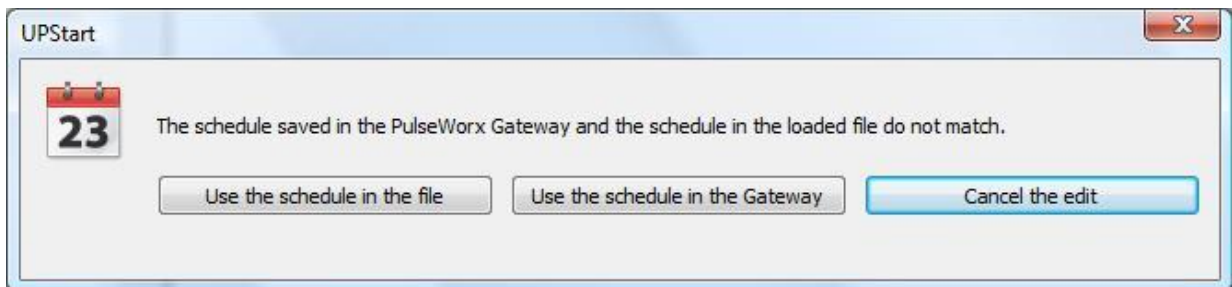 UPStart
23
The schedule saved in the PulseWorx Gateway and the schedule in the loaded file do not match.
Use the schedule in the file
Use the schedule in the Gateway
Cancel the edit